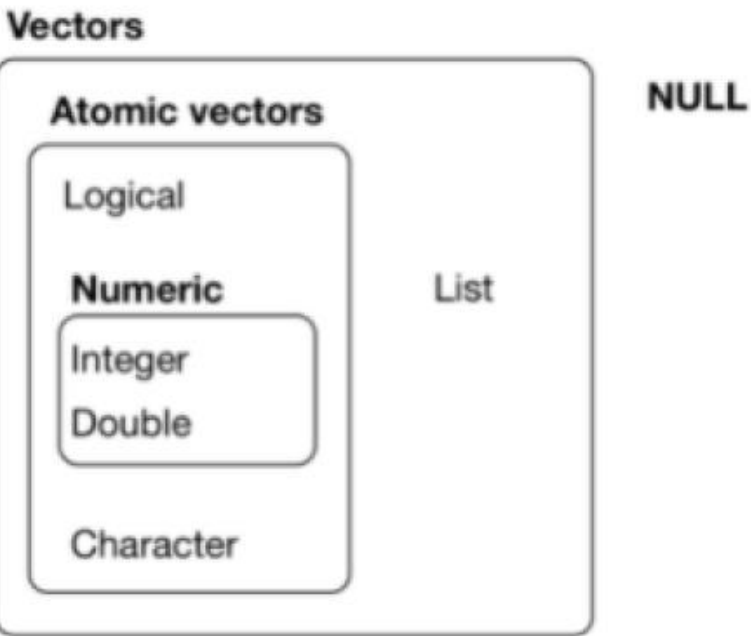 Vectors
NULL
Atomic vectors
Logical
Numeric
List
Integer
Double
Character